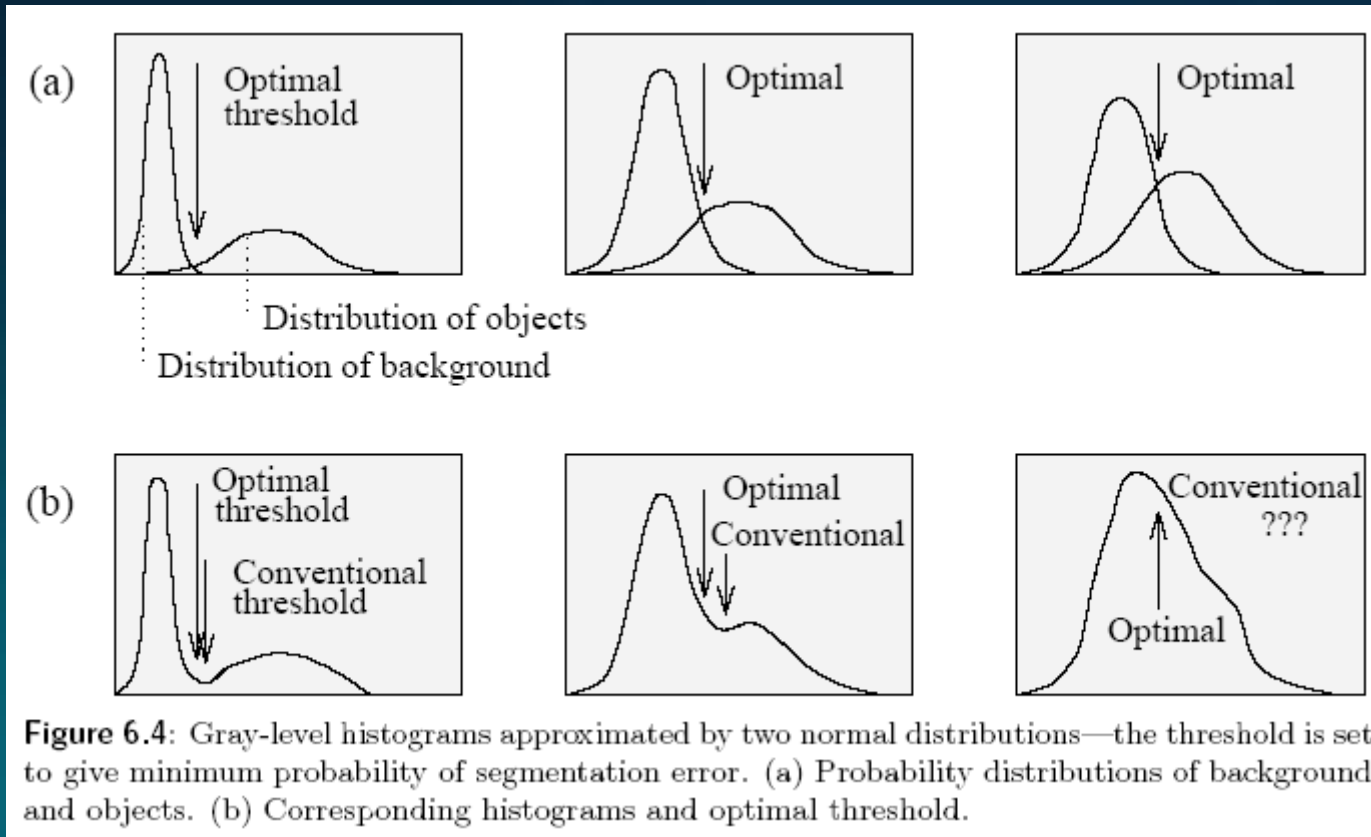 (a)
Optimal
threshold
Optimal
Optimal
Distribution of objects
Distribution of background
(b)
Optimal
threshold
Conventional
threshold
Optimal
Conventional
Conventional
???
Optimal
Figure 6.4: Gray-level histograms approximated by two normal distributions—the threshold is set
to give minimum probability of segmentation error. (a) Probability distributions of background
and objects. (b) Corresponding histograms and optimal threshold.